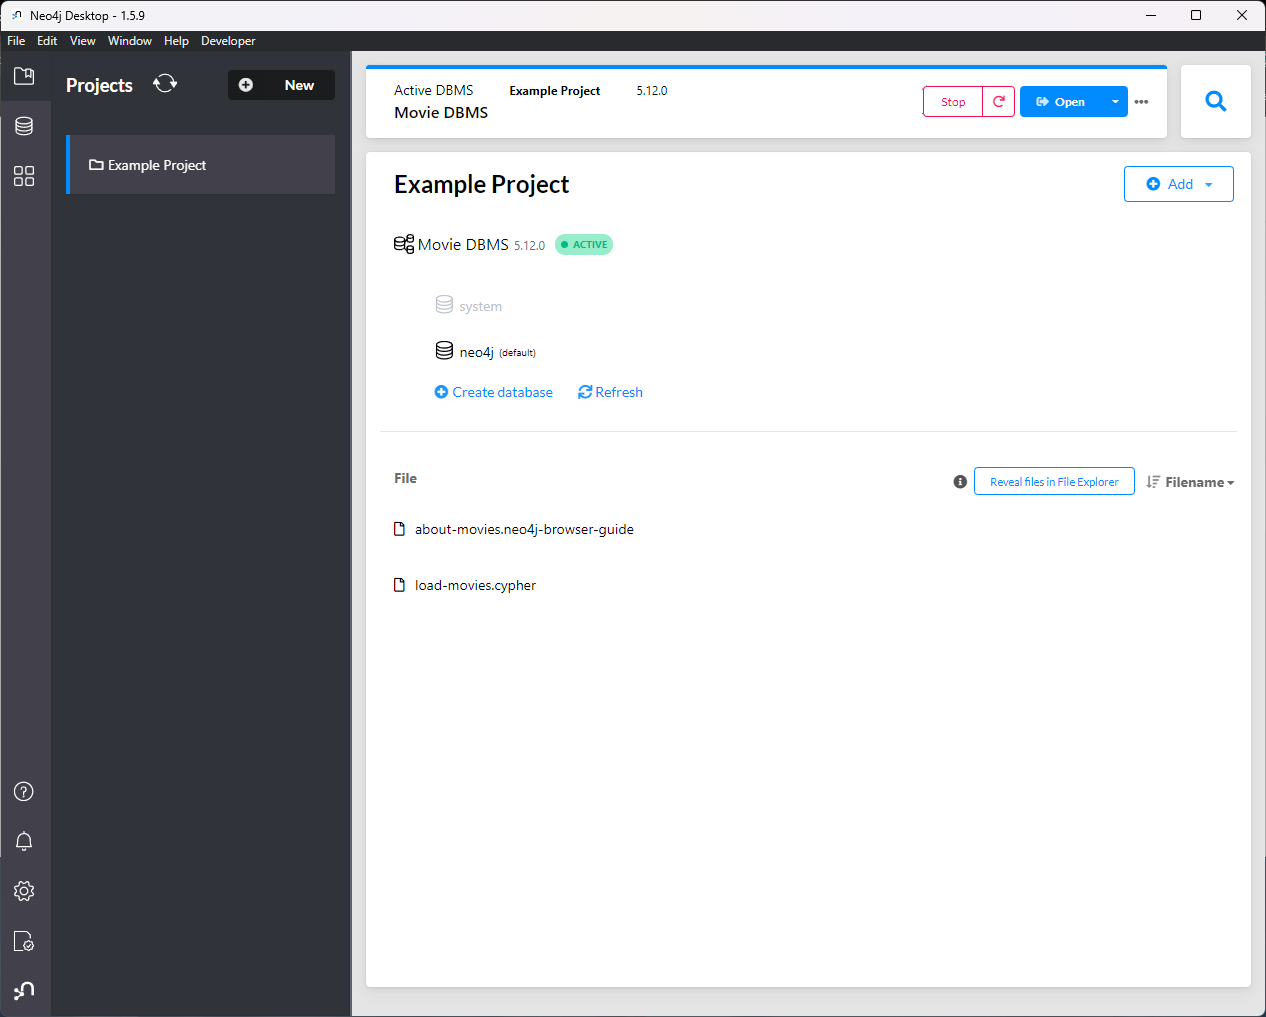 Neo4j Desktop - 1.5.9
File Edit View Window Help Developer
Projects
New
Example Project
Active DBMS Example Project 5.12.0
Movie DBMS
Stop
Open
Example Project
Add
Movie DBMS 5.12.0 ACTIVE
system
neo4j (default)
Create database Refresh
File
Reveal files in File Explorer
Filename
about-movies.neo4j-browser-guide
load-movies.cypher